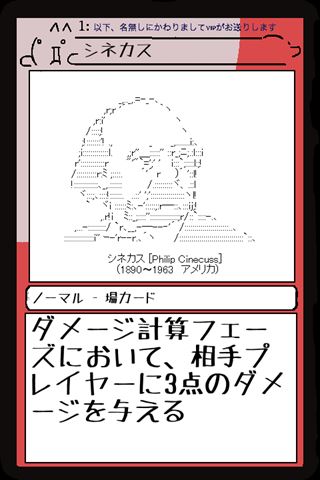 1: 以下、名無しにかわりましてVIPがお送りします
シネカス
シネカス [Philip Cinecuss]
(1890～1963　アメリカ)
ノーマル - 場カード
ダメージ計算フェー
ズにおいて、相手プ
レイヤーに3点のダメ
ージを与える